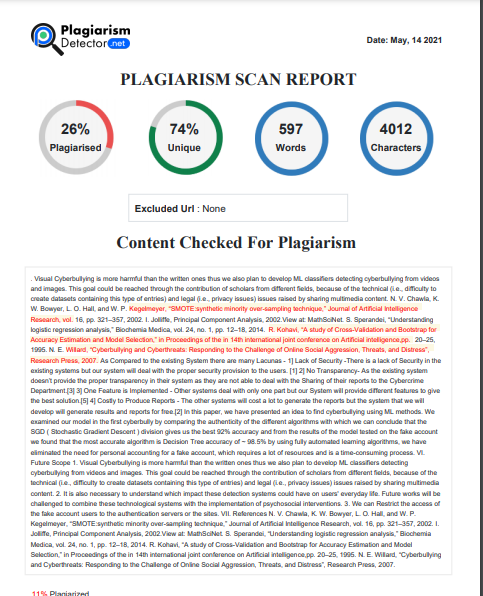 Plagiarism
Detector.net
Date: May, 14 2021
PLAGIARISM SCAN REPORT
26%
Plagiarised
74%
Unique
597
Words
4012
Characters
Excluded Url : None
Content Checked For Plagiarism
. Visual Cyberbullying is more harmful than the written ones thus we also plan to develop ML classifiers detecting cyberbullying from videos
and images. This goal could be reached through the contribution of scholars from different fields, because of the technical (i.e., difficulty to
create datasets containing this type of entries) and legal (i.e., privacy issues) issues raised by sharing multimedia content. N. V. Chawla, K.
W. Bowyer, L. O. Hall, and W. P. Kegelmeyer, "SMOTE:synthetic minority over-sampling technique," Journal of Artificial Intelligence
Research, vol. 16, pp. 321–357, 2002. I. Jolliffe, Principal Component Analysis, 2002.View at: MathSciNet. S. Sperandei, "Understanding
logistic regression analysis," Biochemia Medica, vol. 24, no. 1, pp. 12–18, 2014. R. Kohavi, "A study of Cross-Validation and Bootstrap for
Accuracy Estimation and Model Selection," in Proceedings of the in 14th international joint conference on Artificial intelligence,pp. 20–25,
1995. N. E. Willard, "Cyberbullying and Cyberthreats: Responding to the Challenge of Online Social Aggression, Threats, and Distress",
Research Press, 2007. As Compared to the existing System there are many Lacunas - 1] Lack of Security -There is a lack of Security in the
existing systems but our system will deal with the proper security provision to the users. [1] 2] No Transparency- As the existing system
doesn't provide the proper transparency in their system as they are not able to deal with the Sharing of their reports to the Cybercrime
Department.[3] 3] One Feature is Implemented - Other systems deal with only one part but our System will provide different features to give
the best solution.[5] 4] Costly to Produce Reports - The other systems will cost a lot to generate the reports but the system that we will
develop will generate results and reports for free.[2] In this paper, we have presented an idea to find cyberbullying using ML methods. We
examined our model in the first cyberbully by comparing the authenticity of the different algorithms with which we can conclude that the
SGD ( Stochastic Gradient Descent ) division gives us the best 92% accuracy and from the results of the model tested on the fake account
we found that the most accurate algorithm is Decision Tree accuracy of ~ 98.5% by using fully automated learning algorithms, we have
eliminated the need for personal accounting for a fake account, which requires a lot of resources and is a time-consuming process. VI.
Future Scope 1. Visual Cyberbullying is more harmful than the written ones thus we also plan to develop ML classifiers detecting
cyberbullying from videos and images. This goal could be reached through the contribution of scholars from different fields, because of the
technical (i.e., difficulty to create datasets containing this type of entries) and legal (i.e., privacy issues) issues raised by sharing multimedia
content. 2. It is also necessary to understand which impact these detection systems could have on users' everyday life. Future works will be
challenged to combine these technological systems with the implementation of psychosocial interventions. 3. We can Restrict the access of
the fake account users to the authentication servers or the sites. VII. References N. V. Chawla, K. W. Bowyer, L. O. Hall, and W. P.
Kegelmeyer, "SMOTE:synthetic minority over-sampling technique," Journal of Artificial Intelligence Research, vol. 16, pp. 321–357, 2002. I.
Jolliffe, Principal Component Analysis, 2002.View at: MathSciNet. S. Sperandei, "Understanding logistic regression analysis," Biochemia
Medica, vol. 24, no. 1, pp. 12–18, 2014. R. Kohavi, "A study of Cross-Validation and Bootstrap for Accuracy Estimation and Model
Selection," in Proceedings of the in 14th international joint conference on Artificial intelligence,pp. 20–25, 1995. N. E. Willard, "Cyberbullying
and Cyberthreats: Responding to the Challenge of Online Social Aggression, Threats, and Distress", Research Press, 2007.
11% Plagiarized